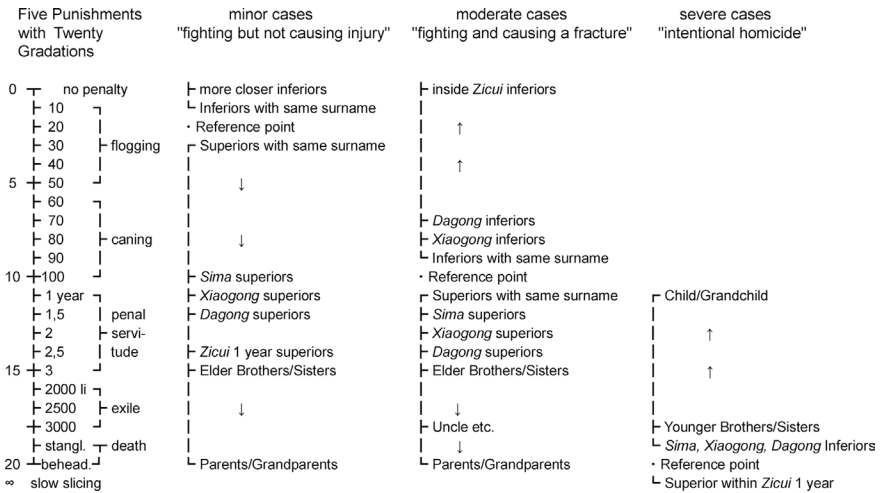 Five Punishments with Twenty Gradations
minor cases "fighting but not causing injury"
moderate cases "fighting and causing a fracture"
severe cases "intentional homicide"
0 no penalty more closer inferiors inside Zicui inferiors
10 Inferiors with same surname
20 · Reference point ↑
30 flogging Superiors with same surname
40 ↑
5 50 ↓
60
70 Dagong inferiors
80 caning ↓ Xiaogong inferiors
90 Inferiors with same surname
10 100 Sima superiors · Reference point
1 year Xiaogong superiors Superiors with same surname Child/Grandchild
1,5 penal Dagong superiors Sima superiors
2 servi- Xiaogong superiors ↑
2,5 tude Zicui 1 year superiors Dagong superiors
15 3 Elder Brothers/Sisters Elder Brothers/Sisters ↑
2000 li
2500 exile ↓ ↓
3000 Uncle etc. Younger Brothers/Sisters
stangl. death ↓ Sima, Xiaogong, Dagong Inferiors
20 behead. Parents/Grandparents Parents/Grandparents · Reference point
∞ slow slicing Superior within Zicui 1 year